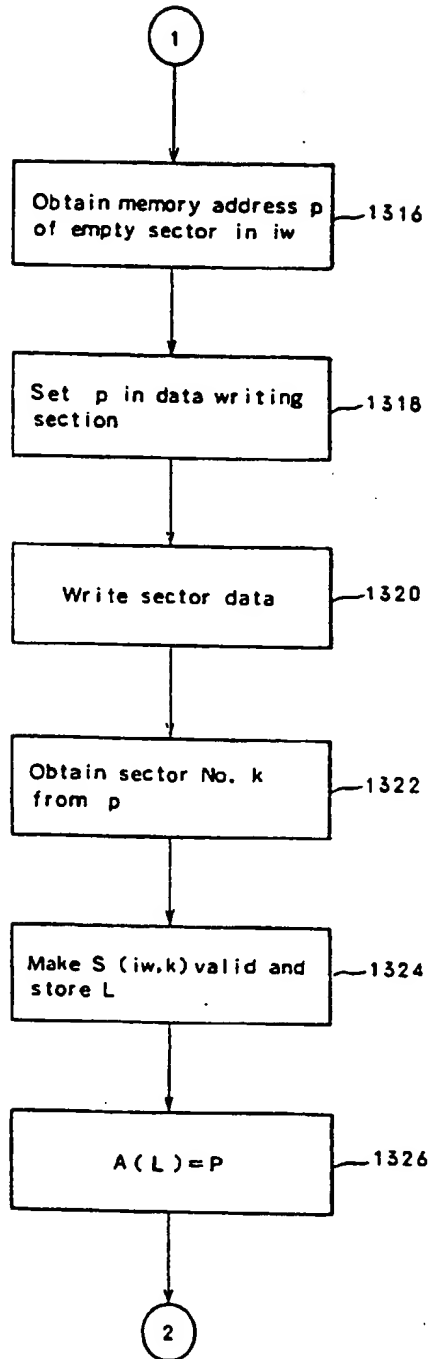 1
Obtain memory address p
of empty sector in iw
1316
Set p in data writing
section
1318
Write sector data
1320
Obtain sector No. k
from p
1322
Make S (iw,k) valid and
store L
1324
A(L)=P
1326
2